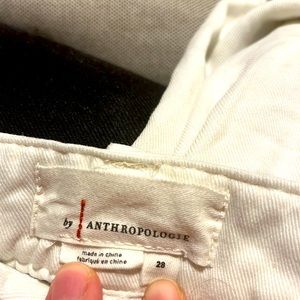 by ANTHROPOLOGIE
made in china
fabriqué en chine
28